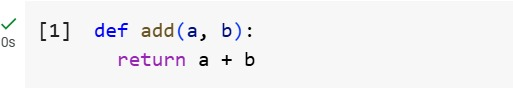 [1] def add(a, b):
0s return a + b